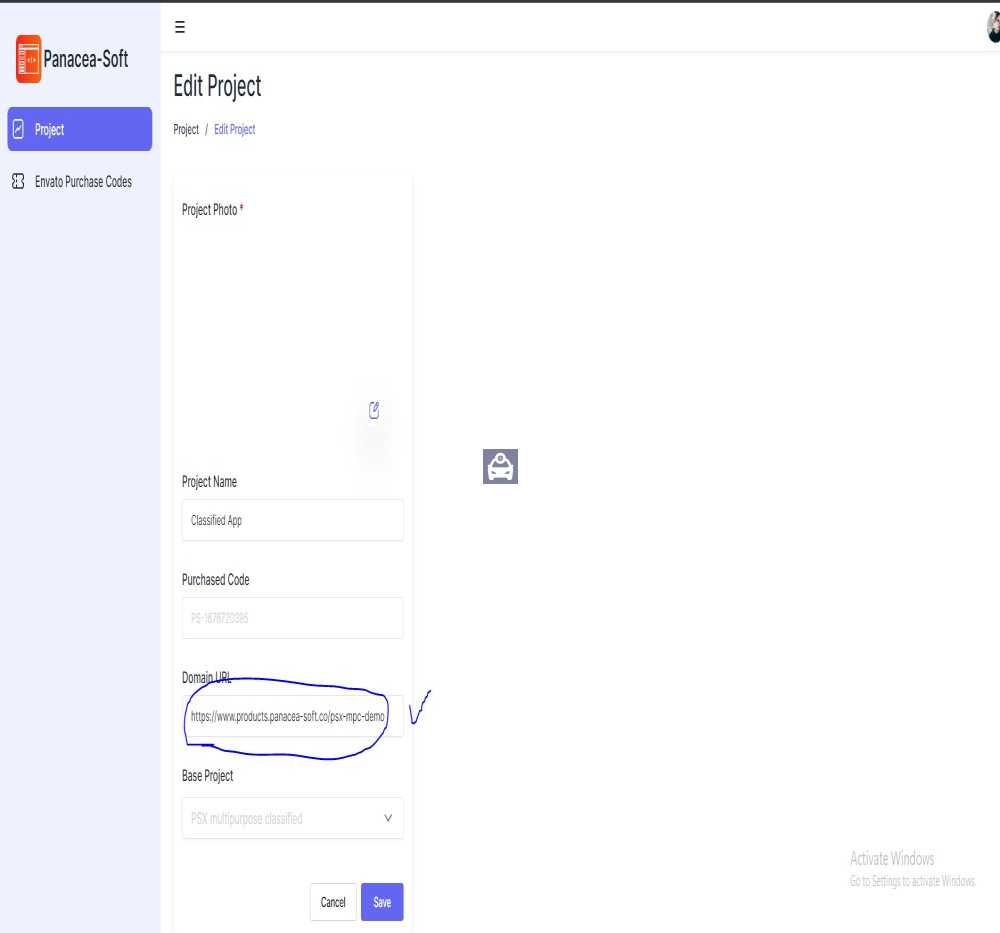 Panacea-Soft
Project
Envato Purchase Codes
Edit Project
Project / Edit Project
Project Photo *
Project Name
Classified App
Purchased Code
PS-1678720385
Domain URL
https://www.products.panacea-soft.co/psx-mpc-demo
Base Project
PSX multipurpose classified
Cancel
Save
Activate Windows
Go to Settings to activate Windows.